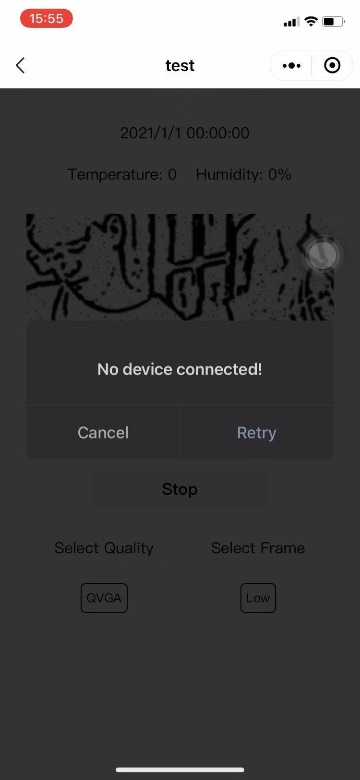 15:55
test
2021/1/1 00:00:00
Temperature: 0 Humidity: 0%
No device connected!
Cancel Retry
Stop
Select Quality Select Frame
QVGA Low